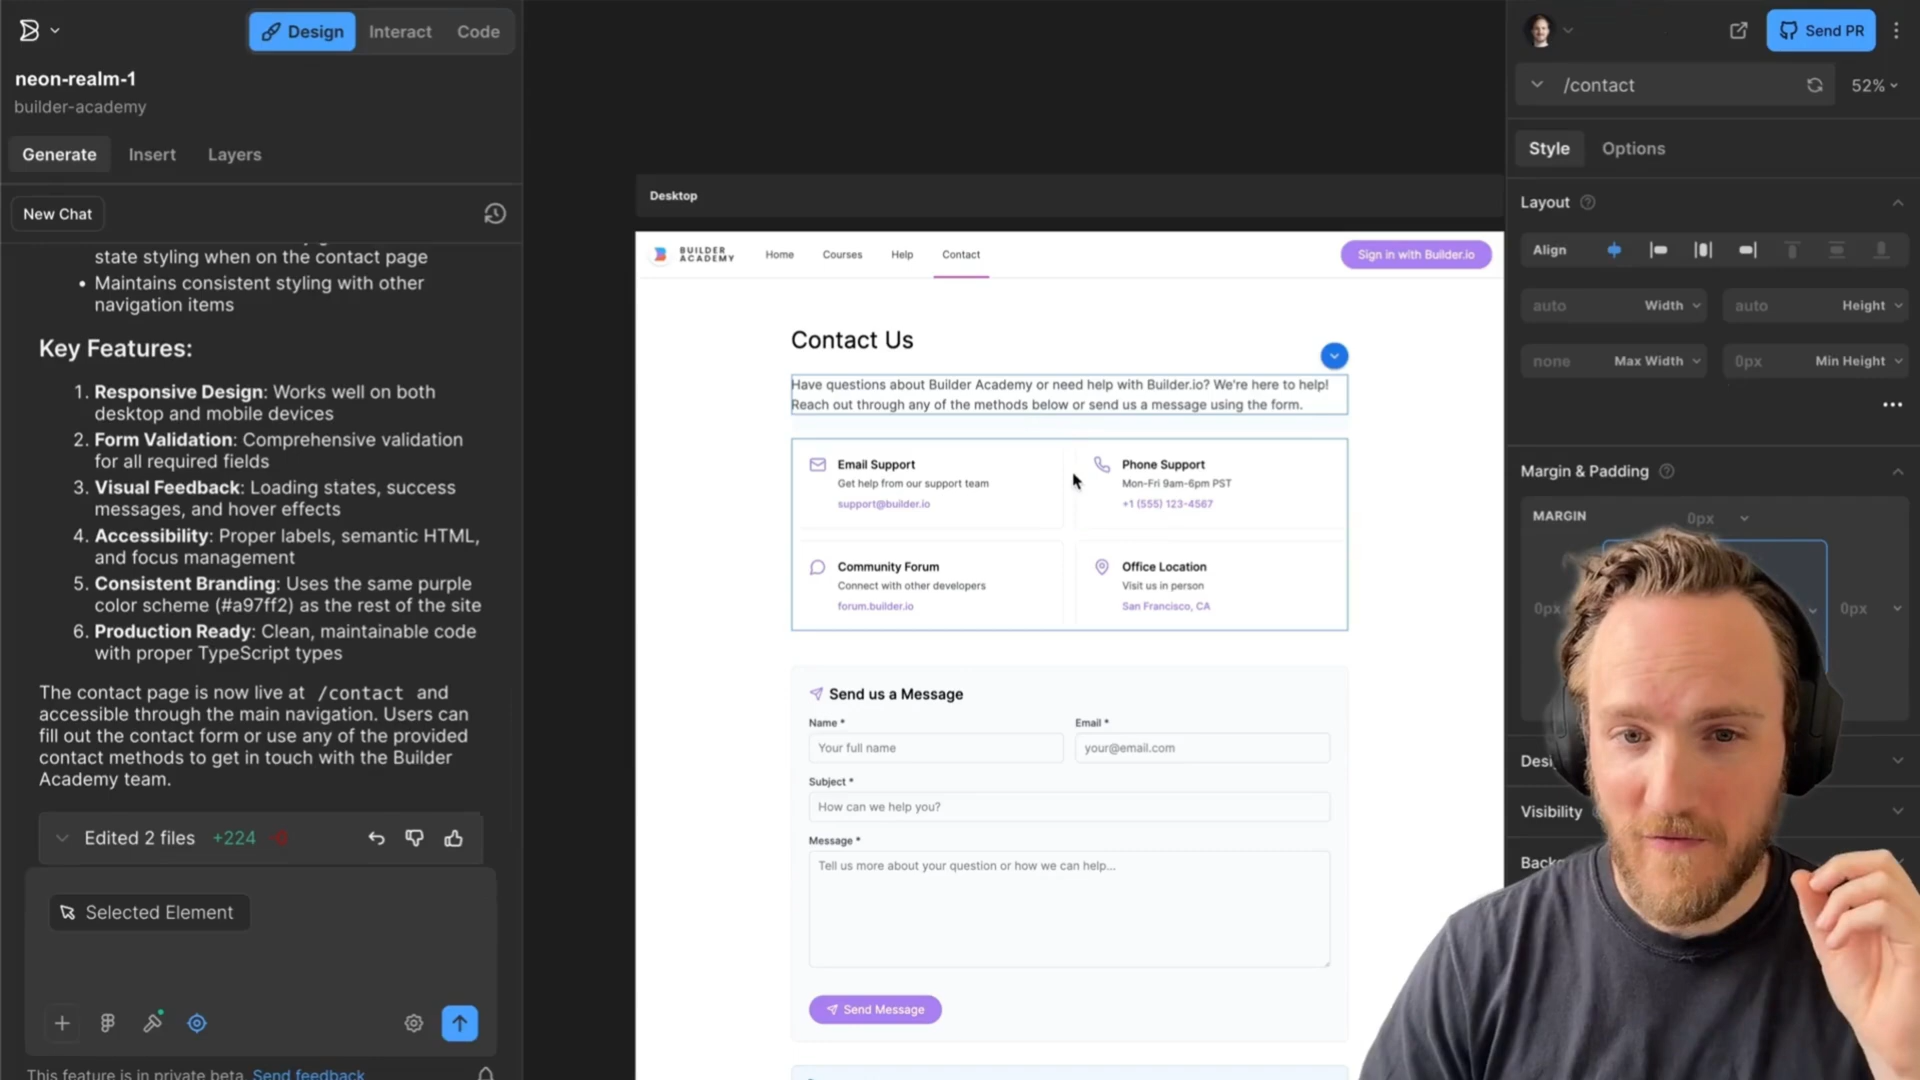 Design
Interact
Code
neon-realm-1
builder-academy
Generate
Insert
Layers
New Chat
state styling when on the contact page
• Maintains consistent styling with other
navigation items
Key Features:
1. Responsive Design: Works well on both
desktop and mobile devices
2. Form Validation: Comprehensive validation
for all required fields
3. Visual Feedback: Loading states, success
messages, and hover effects
4. Accessibility: Proper labels, semantic HTML,
and focus management
5. Consistent Branding: Uses the same purple
color scheme (#a97ff2) as the rest of the site
6. Production Ready: Clean, maintainable code
with proper TypeScript types
The contact page is now live at /contact and
accessible through the main navigation. Users can
fill out the contact form or use any of the provided
contact methods to get in touch with the Builder
Academy team.
Edited 2 files +224
Selected Element
This feature is in private beta. Send feedback
Desktop
BUILDER
ACADEMY
Home
Courses
Help
Contact
Sign in with Builder.io
Contact Us
Have questions about Builder Academy or need help with Builder.io? We're here to help!
Reach out through any of the methods below or send us a message using the form.
Email Support
Get help from our support team
support@builder.io
Phone Support
Mon-Fri 9am-6pm PST
+1 (555) 123-4567
Community Forum
Connect with other developers
forum.builder.io
Office Location
Visit us in person
San Francisco, CA
Send us a Message
Name *
Your full name
Email *
your@email.com
Subject *
How can we help you?
Message *
Tell us more about your question or how we can help...
Send Message
Send PR
/contact
52%
Style
Options
Layout
Align
auto Width
auto Height
none Max Width
0px Min Height
Margin & Padding
MARGIN
0px
0px
0px
Visibility